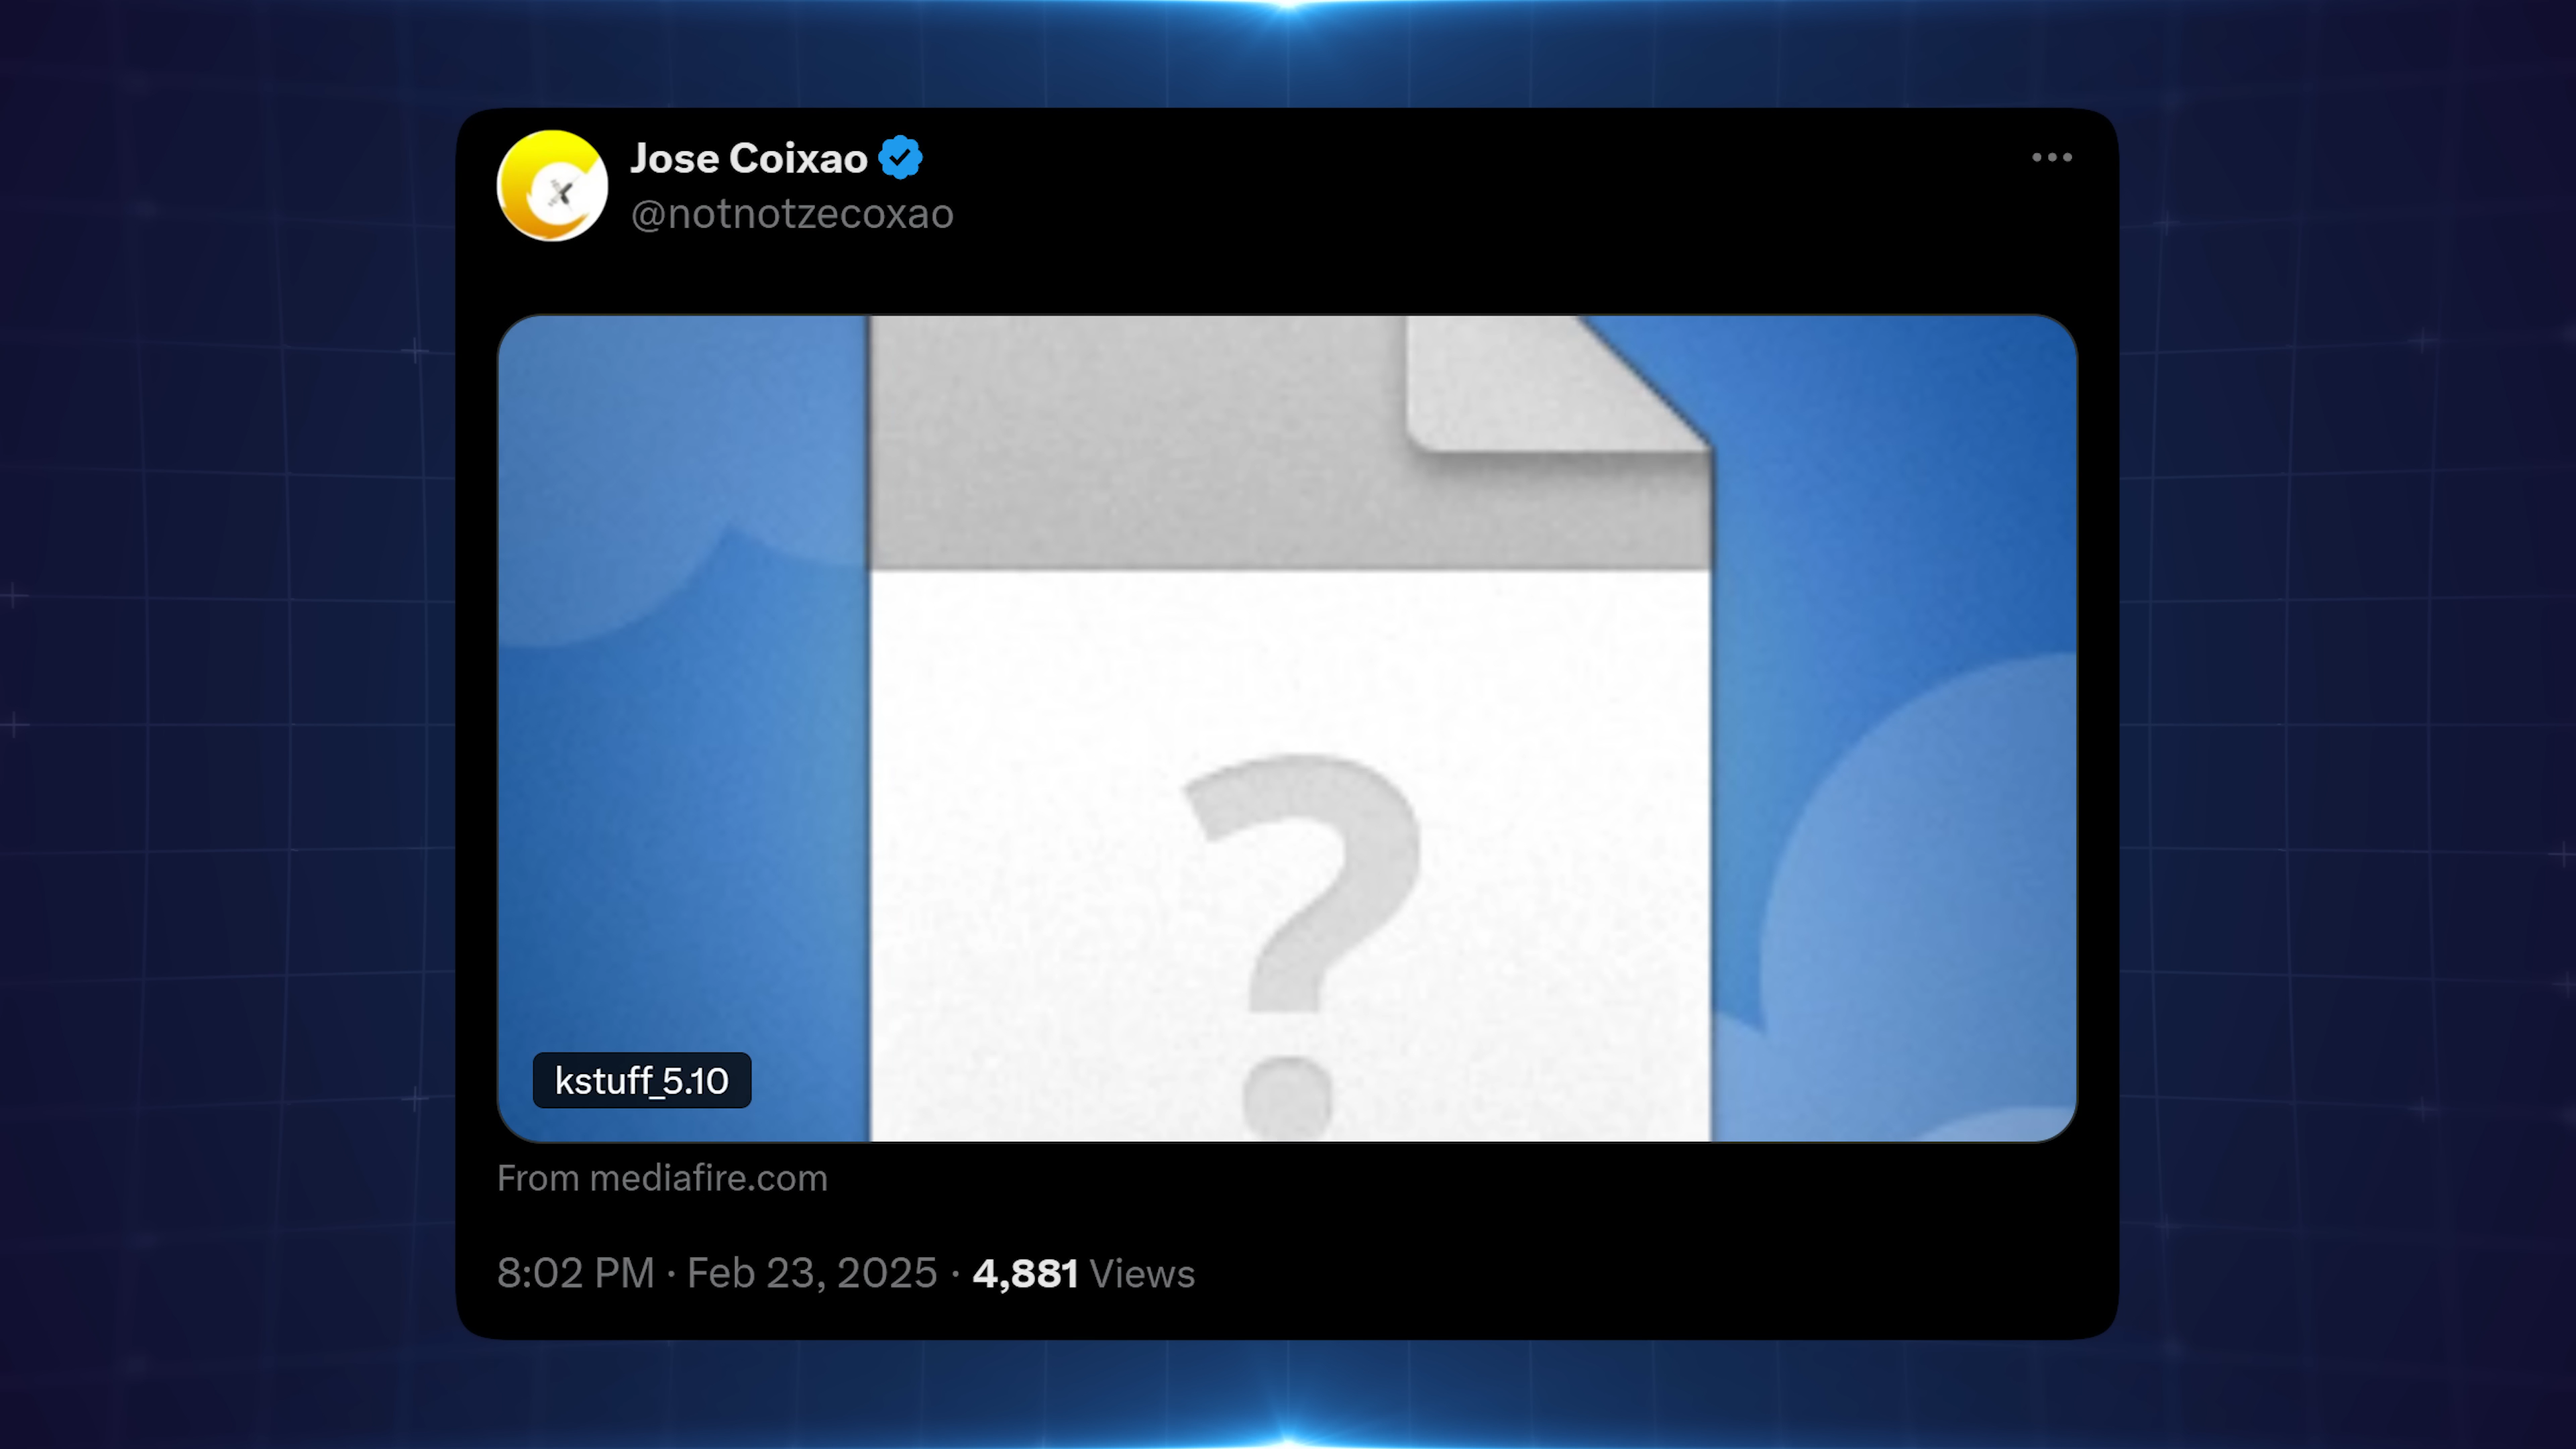 Jose Coixao
@notnotzecoxao
?
kstuff_5.10
From mediafire.com
8:02 PM · Feb 23, 2025 · 4,881 Views